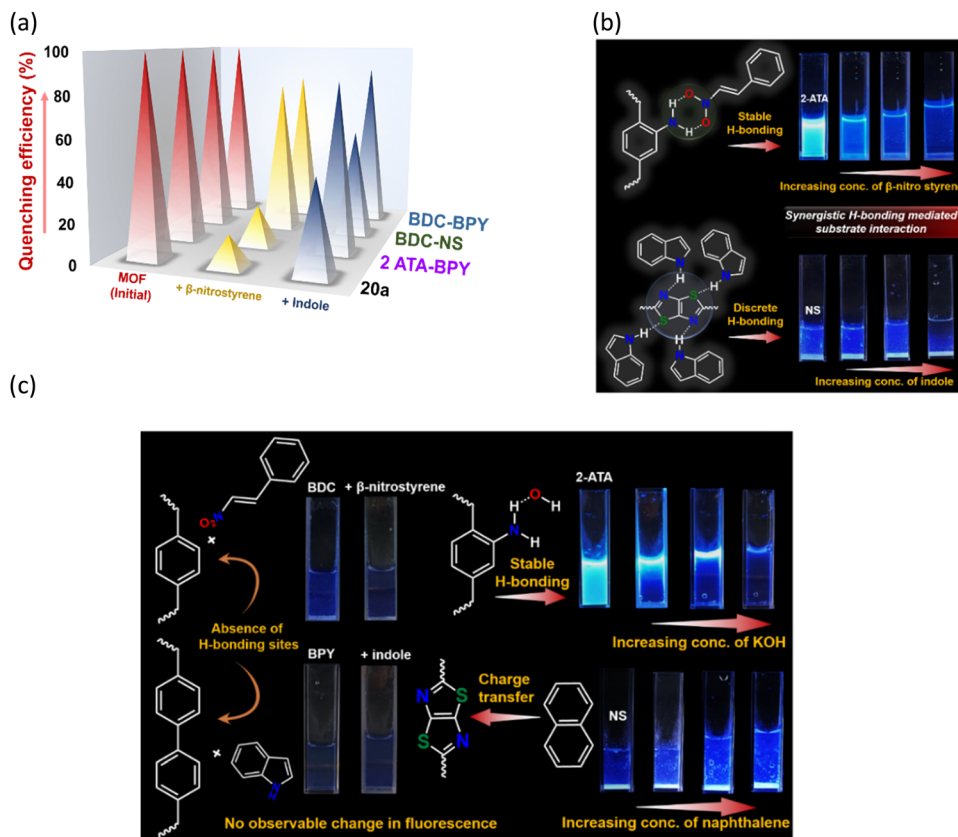 (a)
Quenching efficiency (%)
100
80
60
40
20
0
MOF
(Initial)
+ β-nitrostyrene
+ Indole
BDC-BPY
BDC-NS
2 ATA-BPY
20a
(b)
O
H
N
N
O
H
2-ATA
Stable
H-bonding
Increasing conc. of β-nitro styrene
Synergistic H-bonding mediated
substrate interaction
N
H
N
H
N
S
S
N
H
N
H
N
Discrete
H-bonding
NS
Increasing conc. of indole
(c)
O₂N
+
BDC
+ β-nitrostyrene
Absence of
H-bonding sites
BPY
+ indole
+
N
H
No observable change in fluorescence
H
O
H
N
H
2-ATA
Stable
H-bonding
Increasing conc. of KOH
S
N
S
N
Charge
transfer
NS
Increasing conc. of naphthalene